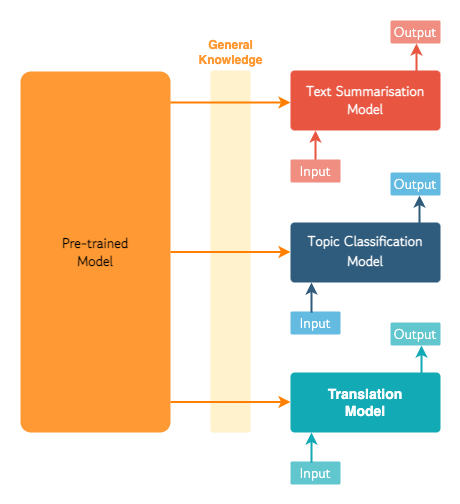 Output
General
Knowledge
Text Summarisation
Model
Input
Output
Pre-trained
Model
Topic Classification
Model
Input
Output
Translation
Model
Input